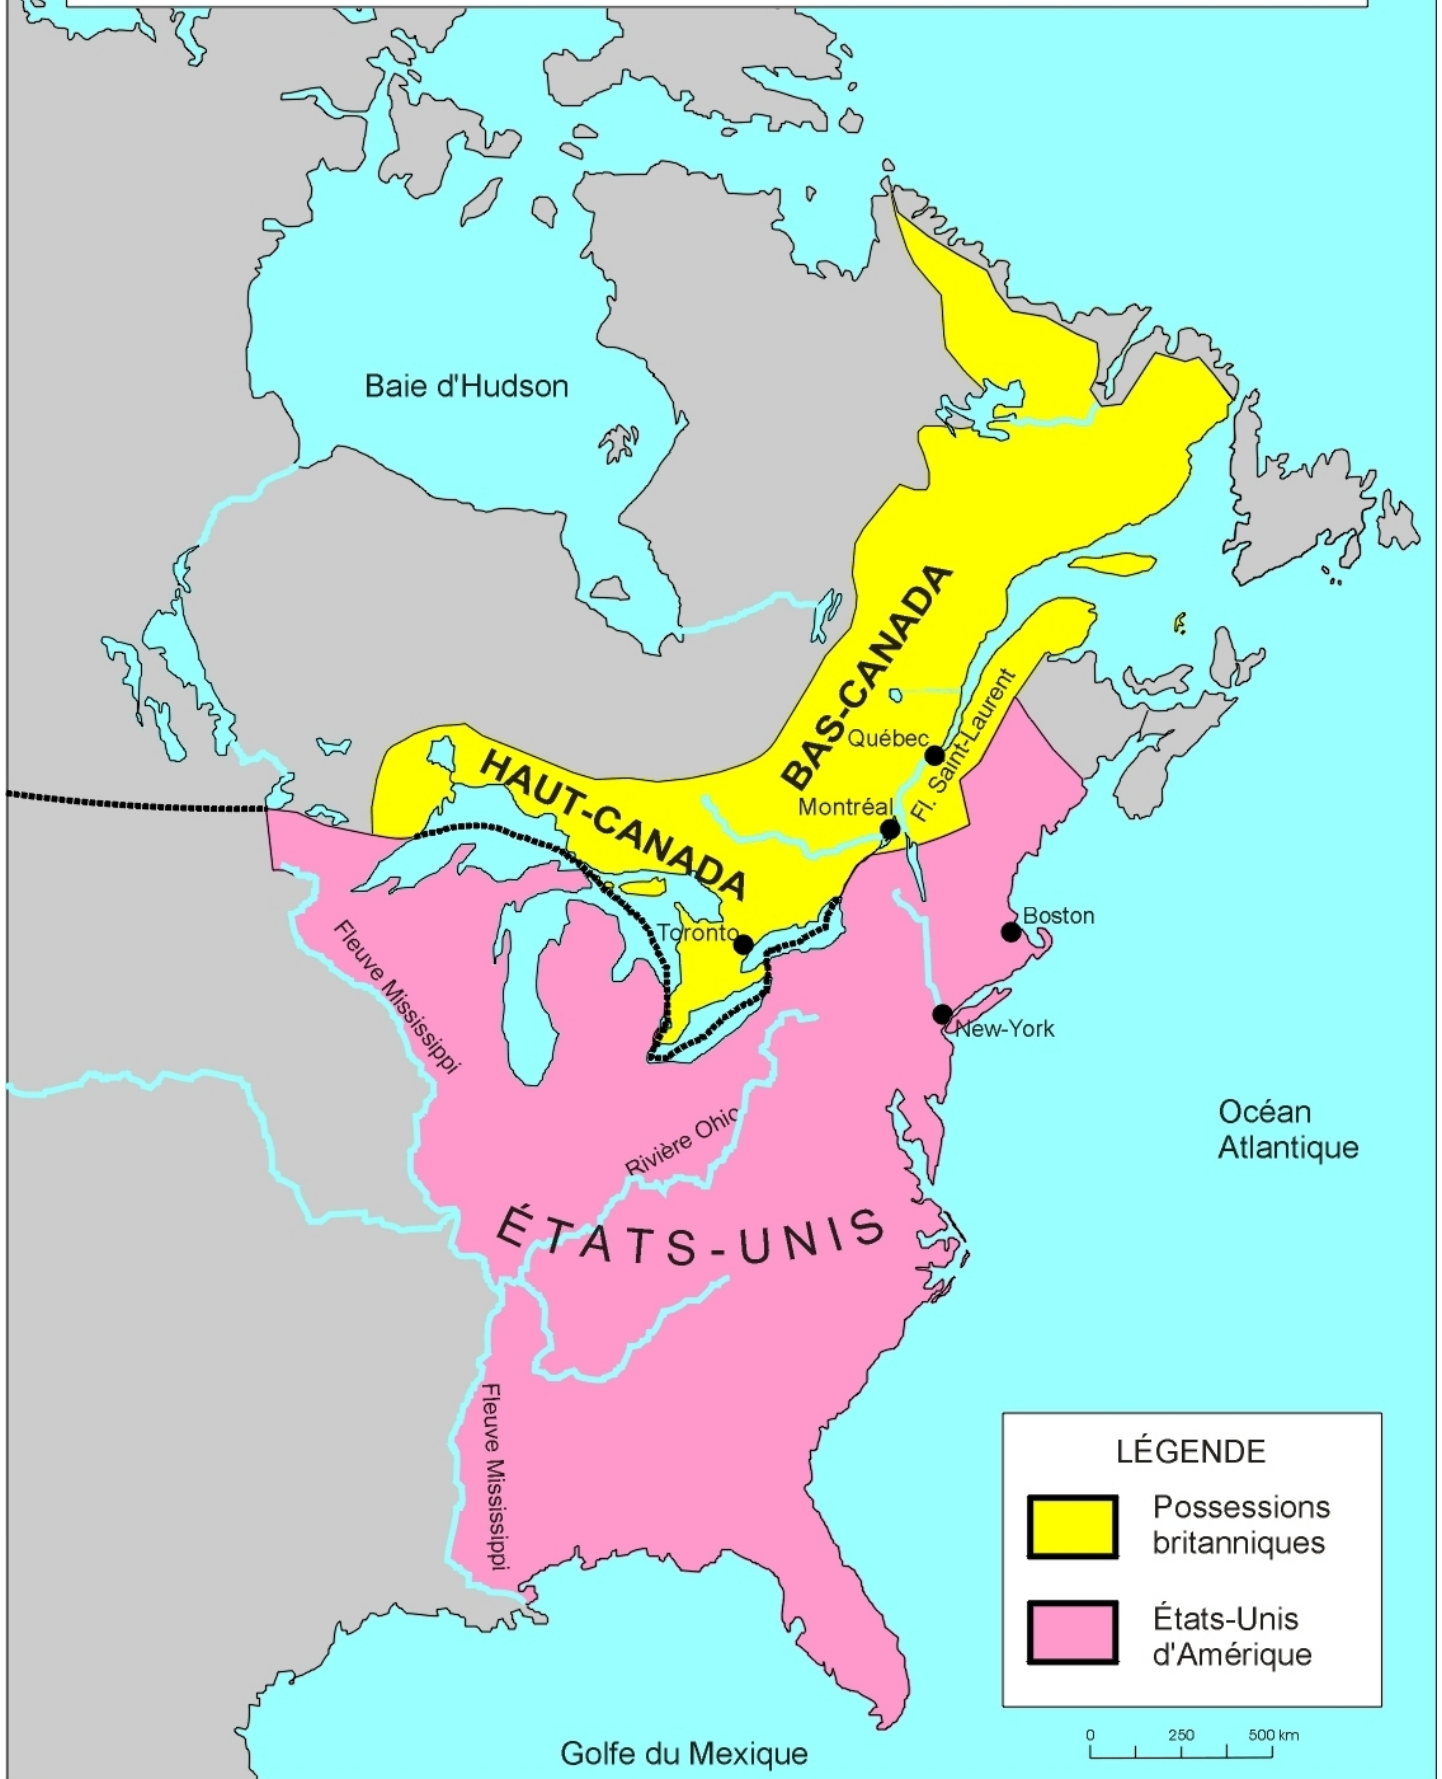 Baie d'Hudson
BAS-CANADA
Québec
Fl. Saint-Laurent
HAUT-CANADA
Montréal
Boston
Toronto
Fleuve Mississippi
New-York
Océan
Atlantique
Rivière Ohio
ÉTATS-UNIS
Fleuve Mississippi
LÉGENDE
Possessions
britanniques
États-Unis
d'Amérique
0 250 500 km
Golfe du Mexique